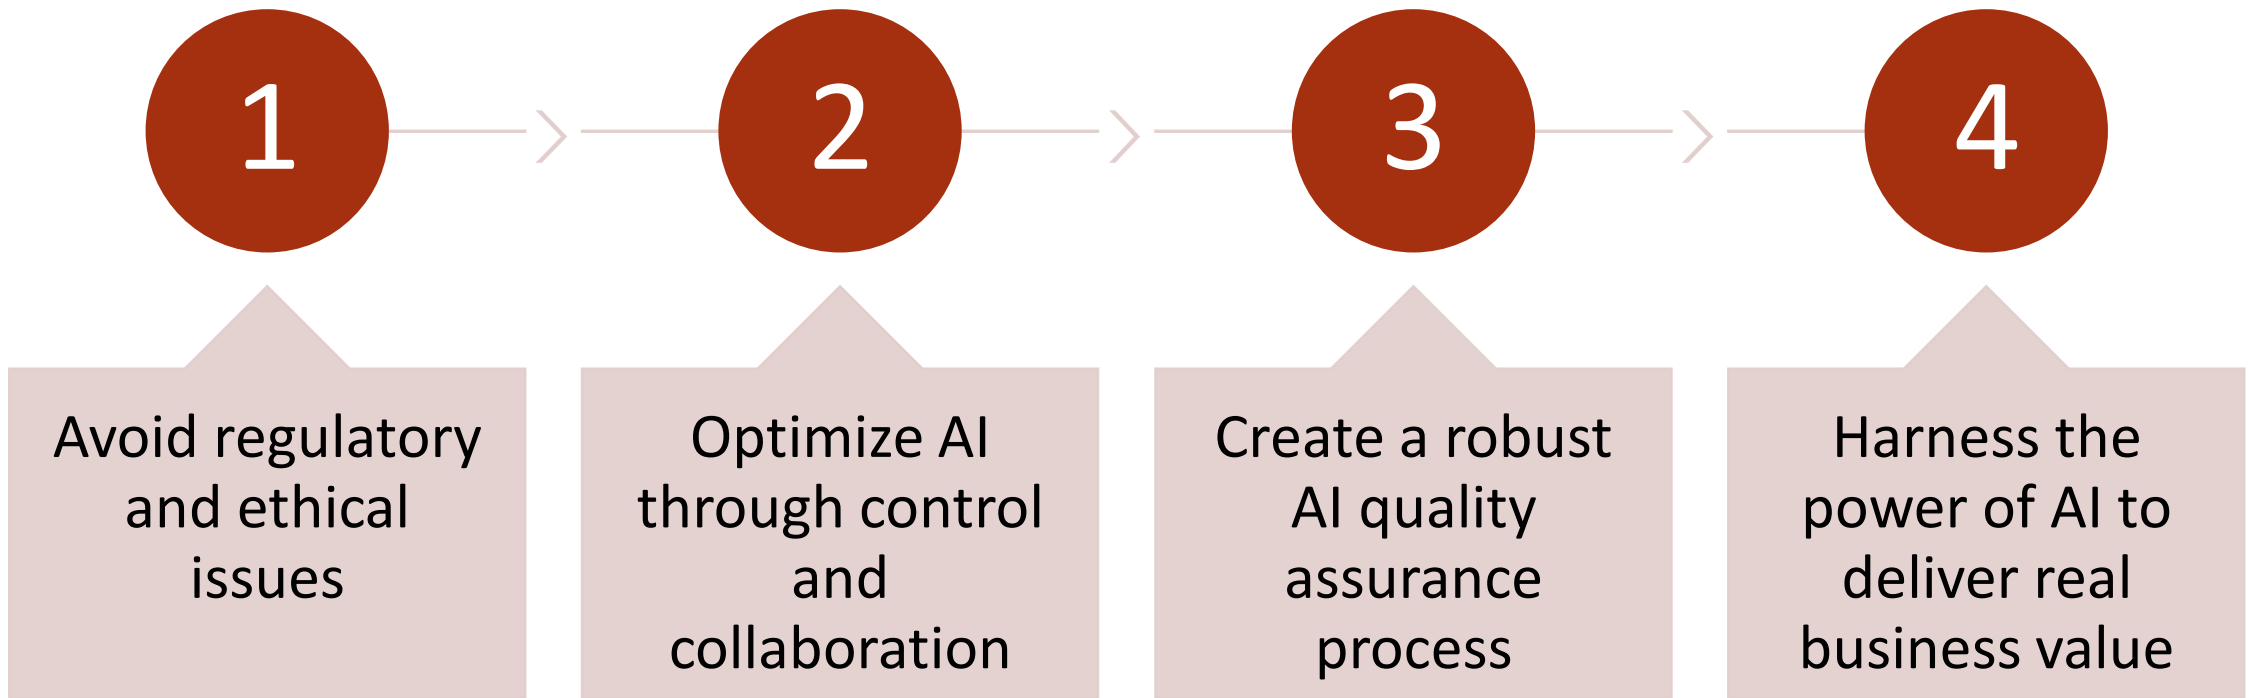 1
Avoid regulatory
and ethical
issues
2
Optimize AI
through control
and
collaboration
3
Create a robust
AI quality
assurance
process
4
Harness the
power of AI to
deliver real
business value